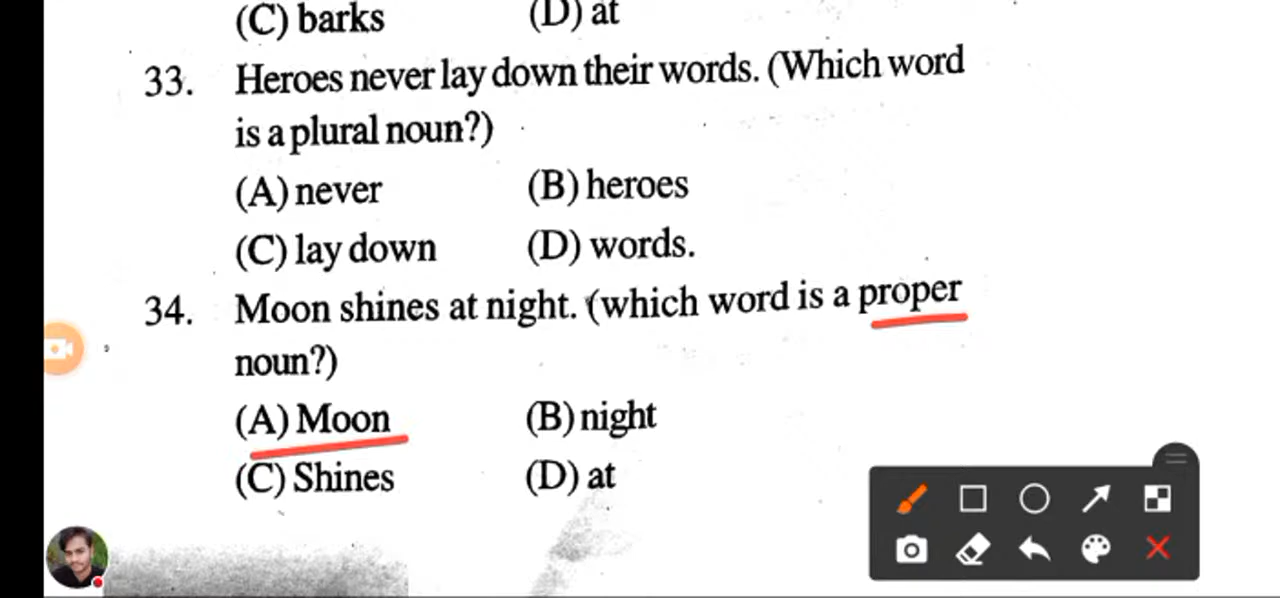 (C) barks (D) at
33. Heroes never lay down their words. (Which word
is a plural noun?)
(A) never (B) heroes
(C) lay down (D) words.
34. Moon shines at night. (which word is a proper
noun?)
(A) Moon (B) night
(C) Shines (D) at